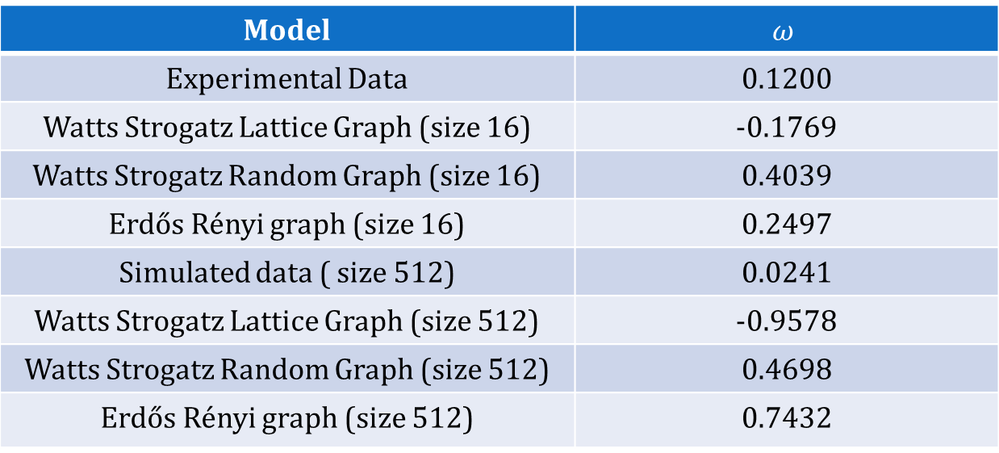 Model ω
Experimental Data 0.1200
Watts Strogatz Lattice Graph (size 16) -0.1769
Watts Strogatz Random Graph (size 16) 0.4039
Erdős Rényi graph (size 16) 0.2497
Simulated data ( size 512) 0.0241
Watts Strogatz Lattice Graph (size 512) -0.9578
Watts Strogatz Random Graph (size 512) 0.4698
Erdős Rényi graph (size 512) 0.7432